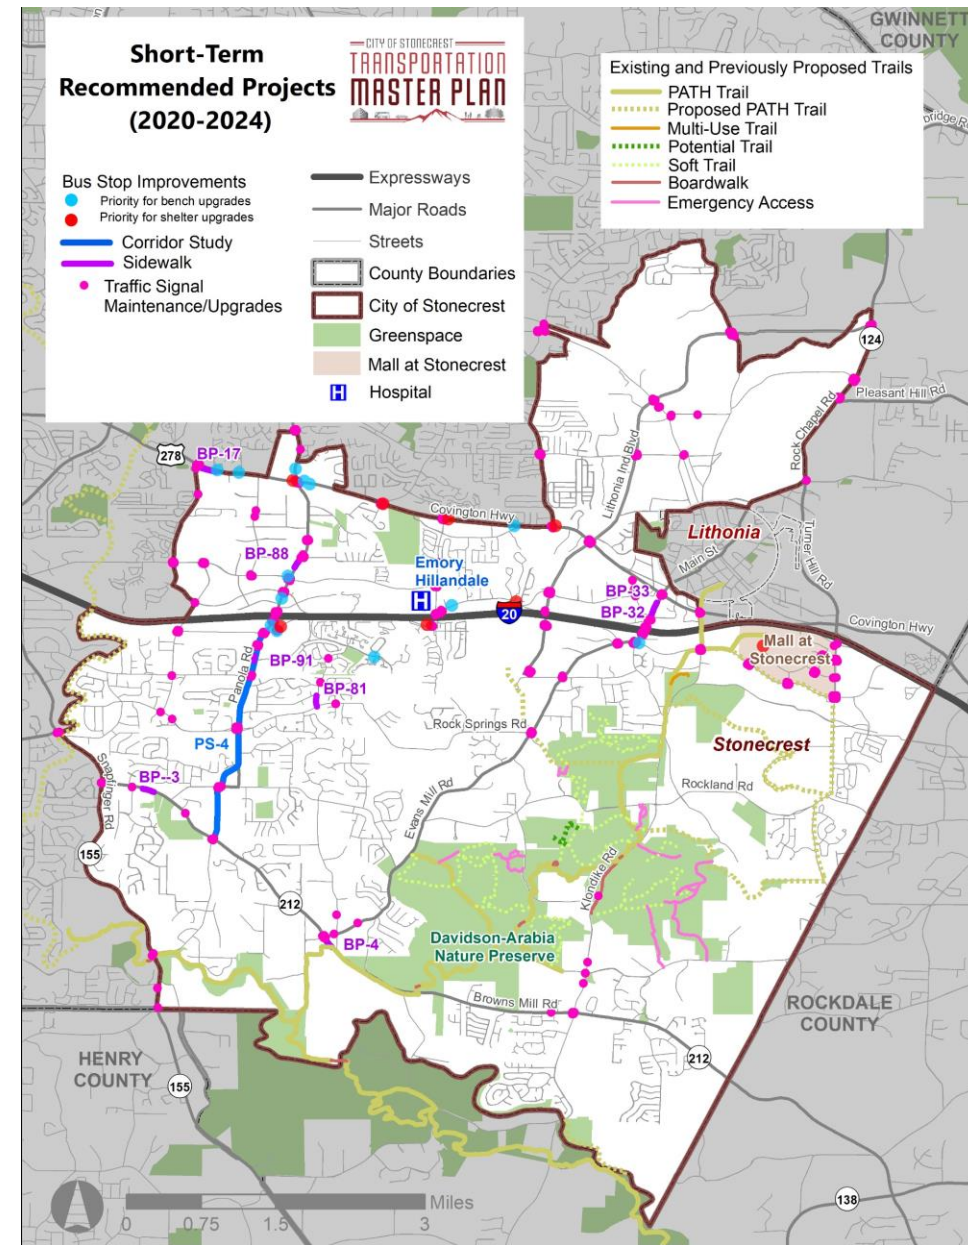 Short-Term
Recommended Projects
(2020-2024)
CITY OF STONECREST
TRANSPORTATION
MASTER PLAN
Bus Stop Improvements
Priority for bench upgrades
Priority for shelter upgrades
Corridor Study
Sidewalk
Traffic Signal
Maintenance/Upgrades
Expressways
Major Roads
Streets
County Boundaries
City of Stonecrest
Greenspace
Mall at Stonecrest
H Hospital
Existing and Previously Proposed Trails
PATH Trail
Proposed PATH Trail
Multi-Use Trail
Potential Trail
Soft Trail
Boardwalk
Emergency Access
GWINNETT
COUNTY
124
Pleasant Hill Rd
Rock Chapel Rd
Lithonia Ind Blvd
278
BP-17
Covington Hwy
Lithonia
Main St
Turner Hill Rd
BP-88
Emory
Hillandale
H
20
BP-33
BP-32
Covington Hwy
Mall at
Stonecrest
Panola Rd
BP-91
BP-81
Rock Springs Rd
PS-4
Stonecrest
Snapfinger Rd
BP--3
Evans Mill Rd
Rockland Rd
155
Klondike Rd
212
BP-4
Davidson-Arabia
Nature Preserve
Browns Mill Rd
ROCKDALE
COUNTY
HENRY
COUNTY
155
212
138
Miles
0 0.75 1.5 3